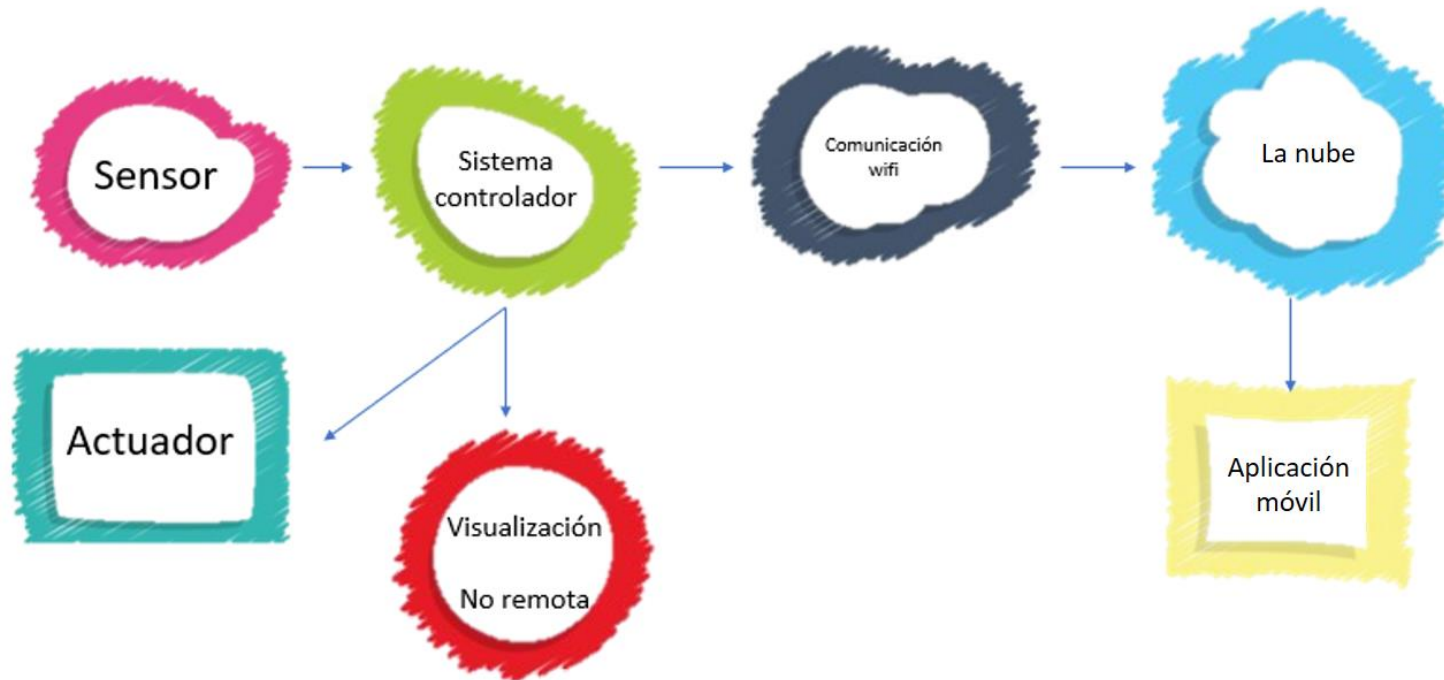 Sensor
Sistema
controlador
Comunicación
wifi
La nube
Actuador
Visualización
No remota
Aplicación
móvil